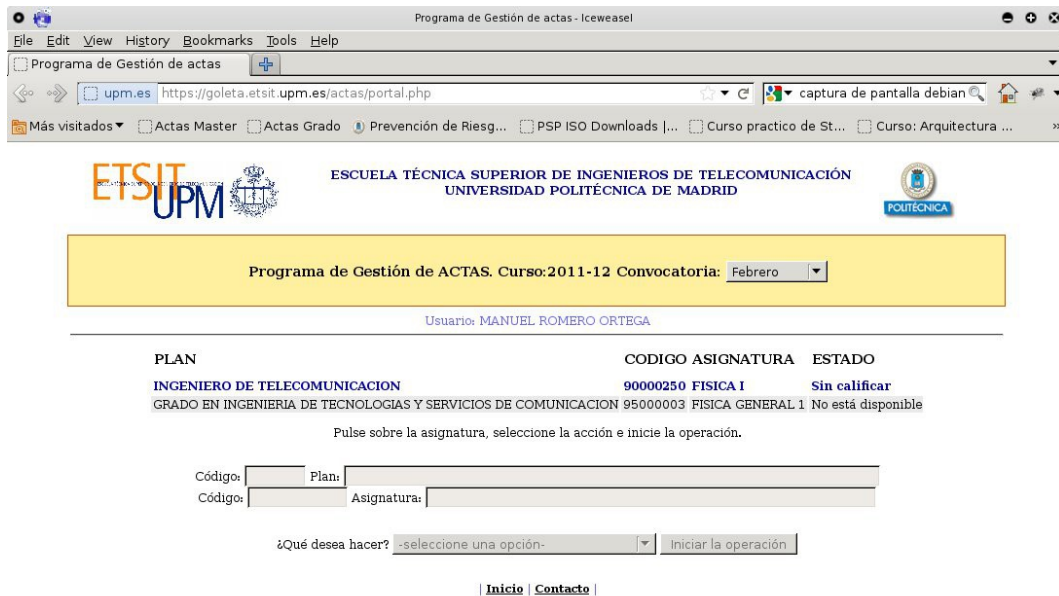 Programa de Gestión de actas - Iceweasel
File Edit View History Bookmarks Tools Help
Programa de Gestión de actas
upm.es https://goleta.etsit.upm.es/actas/portal.php captura de pantalla debian
Más visitados Actas Master Actas Grado Prevención de Riesg... PSP ISO Downloads |... Curso practico de St... Curso: Arquitectura ... »
ETSIT UPM
ESCUELA TÉCNICA SUPERIOR DE INGENIEROS DE TELECOMUNICACIÓN
UNIVERSIDAD POLITÉCNICA DE MADRID
POLITÉCNICA
Programa de Gestión de ACTAS. Curso:2011-12 Convocatoria: Febrero
Usuario: MANUEL ROMERO ORTEGA
PLAN CODIGO ASIGNATURA ESTADO
INGENIERO DE TELECOMUNICACION 90000250 FISICA I Sin calificar
GRADO EN INGENIERIA DE TECNOLOGIAS Y SERVICIOS DE COMUNICACION 95000003 FISICA GENERAL 1 No está disponible
Pulse sobre la asignatura, seleccione la acción e inicie la operación.
Código: Plan:
Código: Asignatura:
¿Qué desea hacer? -seleccione una opción- Iniciar la operación
| Inicio | Contacto |